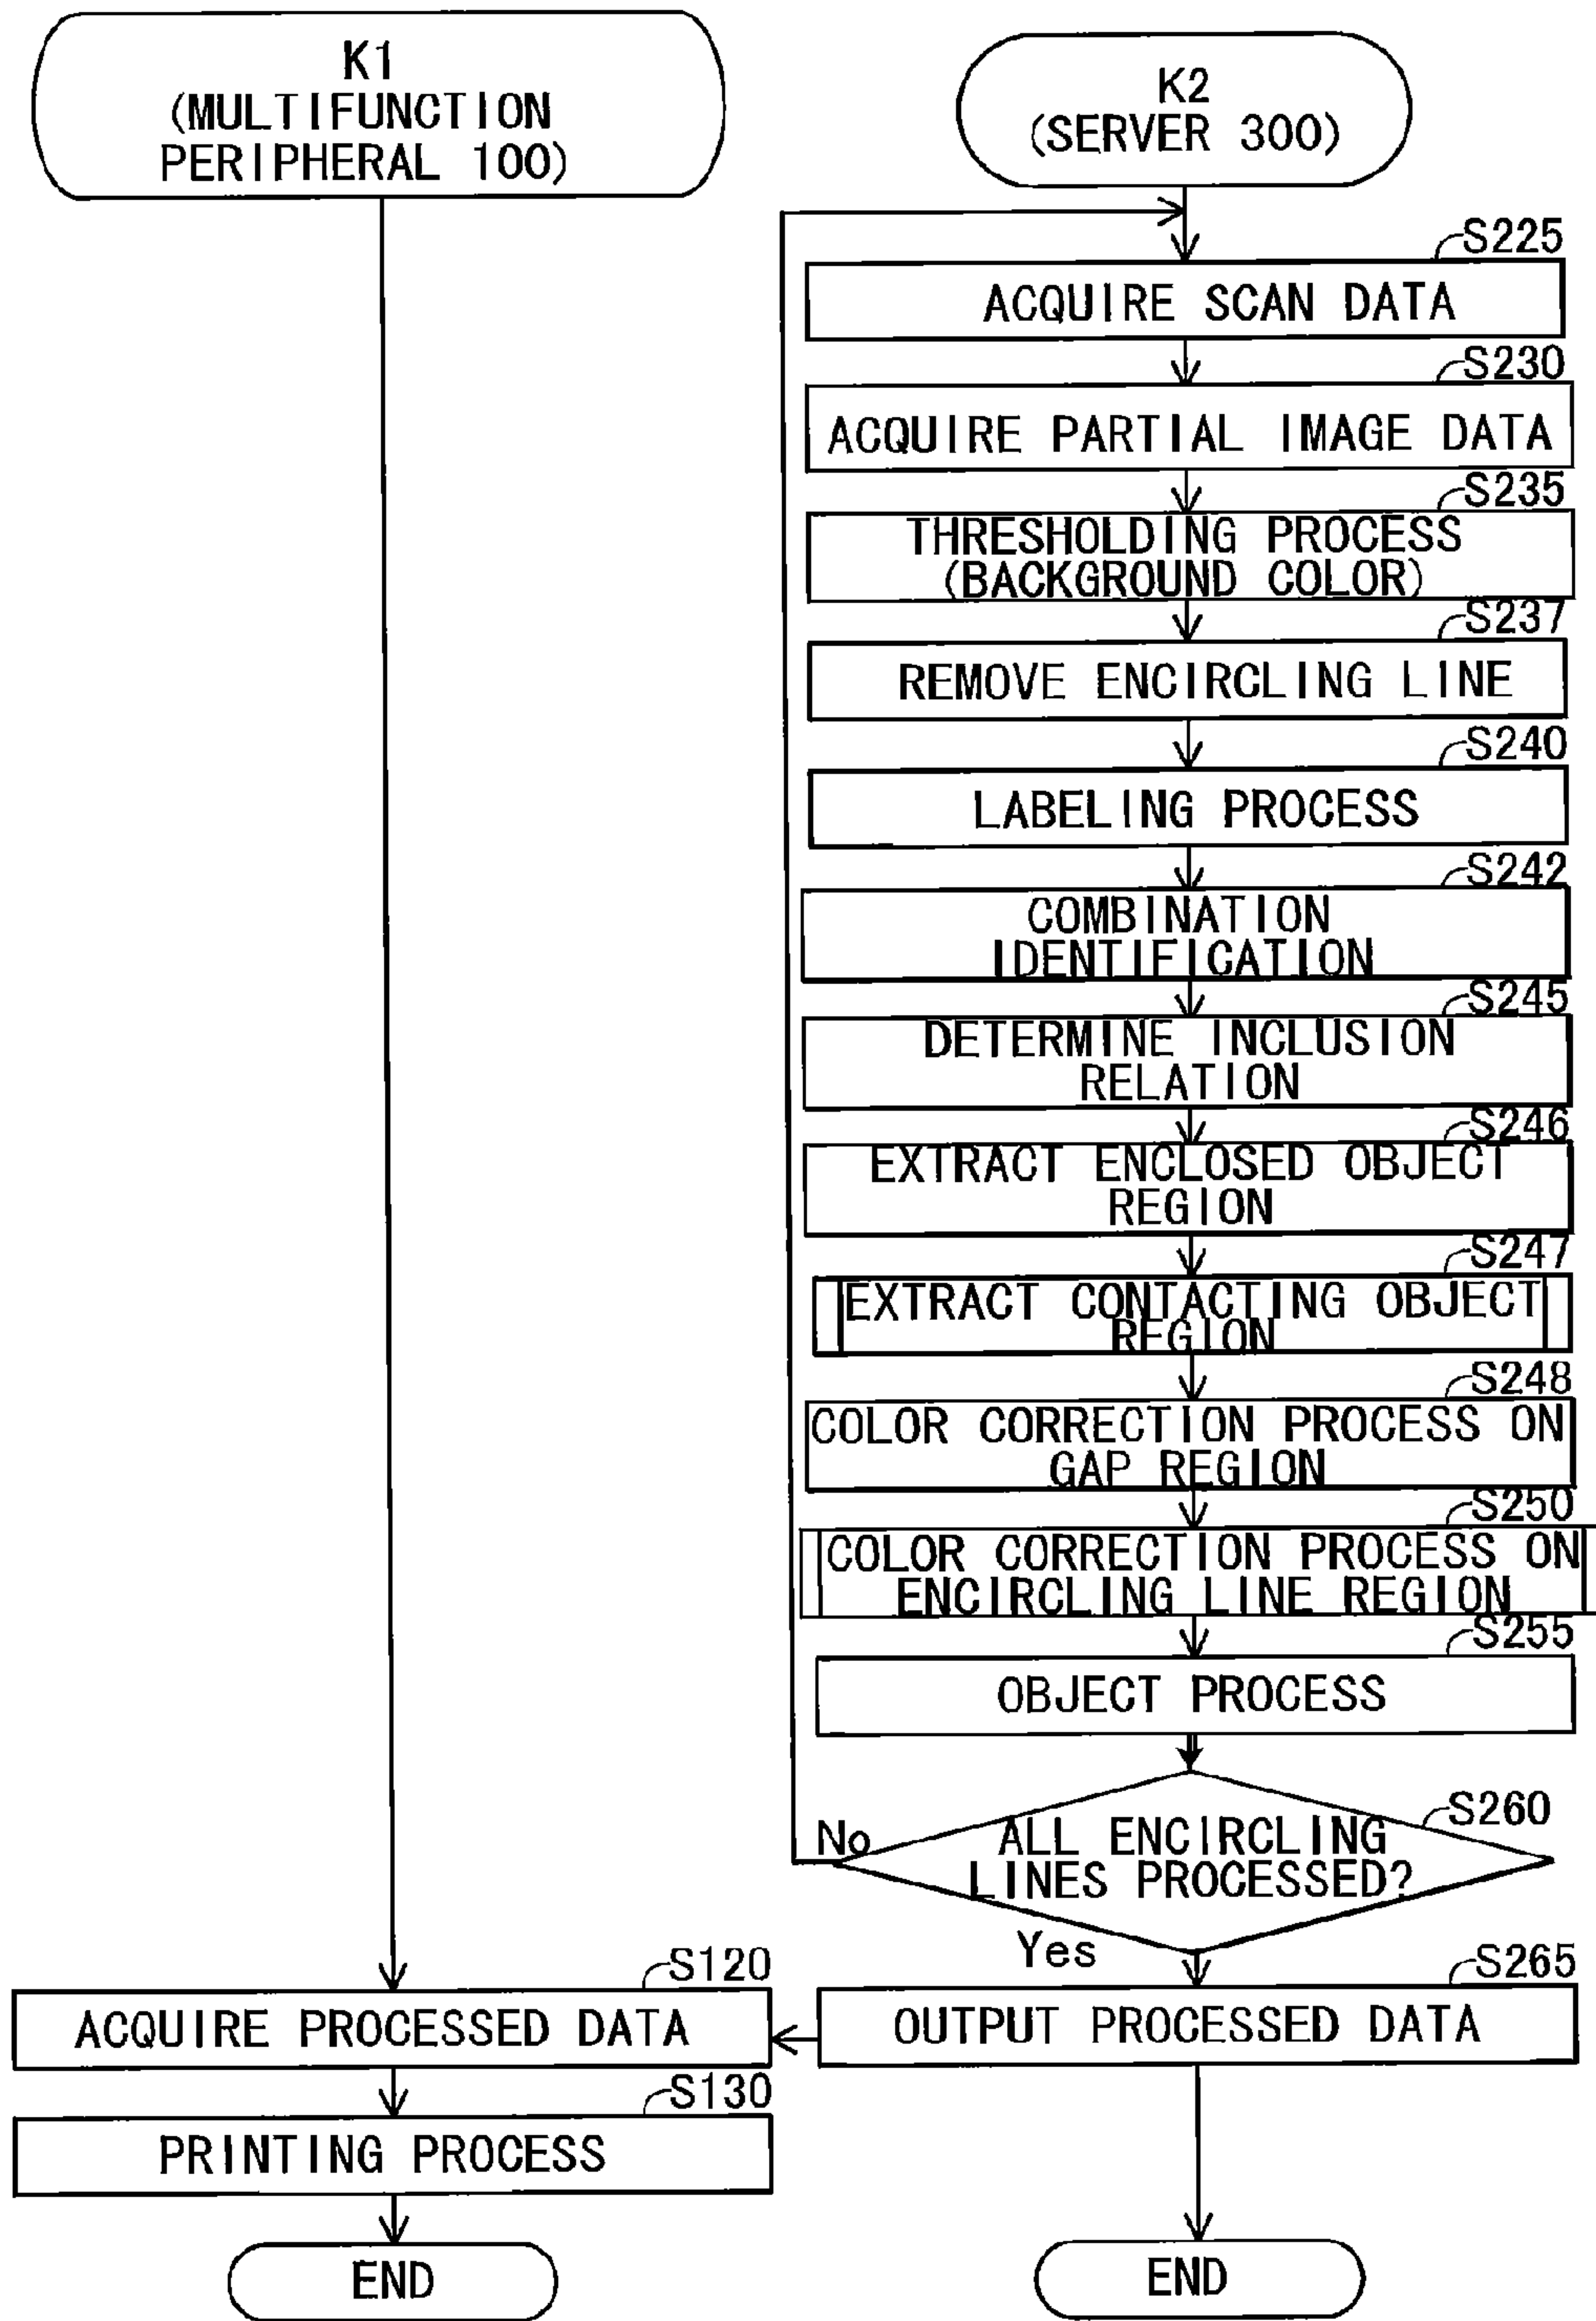 K1
(MULTIFUNCTION
PERIPHERAL 100)
K2
(SERVER 300)
S225
ACQUIRE SCAN DATA
S230
ACQUIRE PARTIAL IMAGE DATA
S235
THRESHOLDING PROCESS
(BACKGROUND COLOR)
S237
REMOVE ENCIRCLING LINE
S240
LABELING PROCESS
S242
COMBINATION
IDENTIFICATION
S245
DETERMINE INCLUSION
RELATION
S246
EXTRACT ENCLOSED OBJECT
REGION
S247
EXTRACT CONTACTING OBJECT
REGION
S248
COLOR CORRECTION PROCESS ON
GAP REGION
S250
COLOR CORRECTION PROCESS ON
ENCIRCLING LINE REGION
S255
OBJECT PROCESS
S260
ALL ENCIRCLING
LINES PROCESSED?
No
Yes
S120
ACQUIRE PROCESSED DATA
S265
OUTPUT PROCESSED DATA
S130
PRINTING PROCESS
END
END